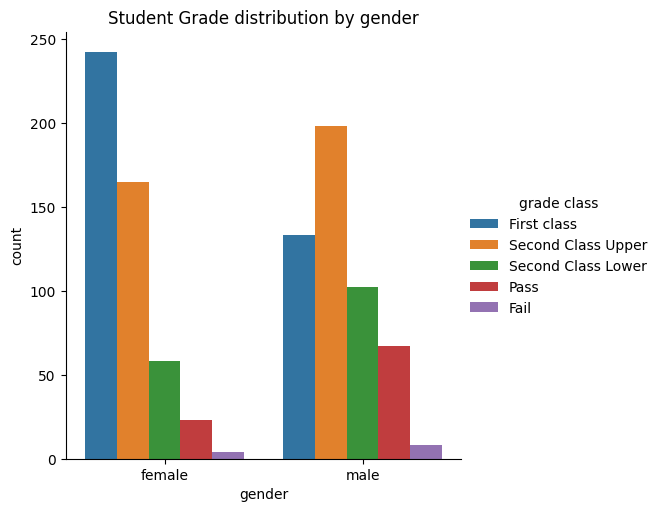 Student Grade distribution by gender
250
200
150
100
50
0
count
female
male
gender
grade class
First class
Second Class Upper
Second Class Lower
Pass
Fail